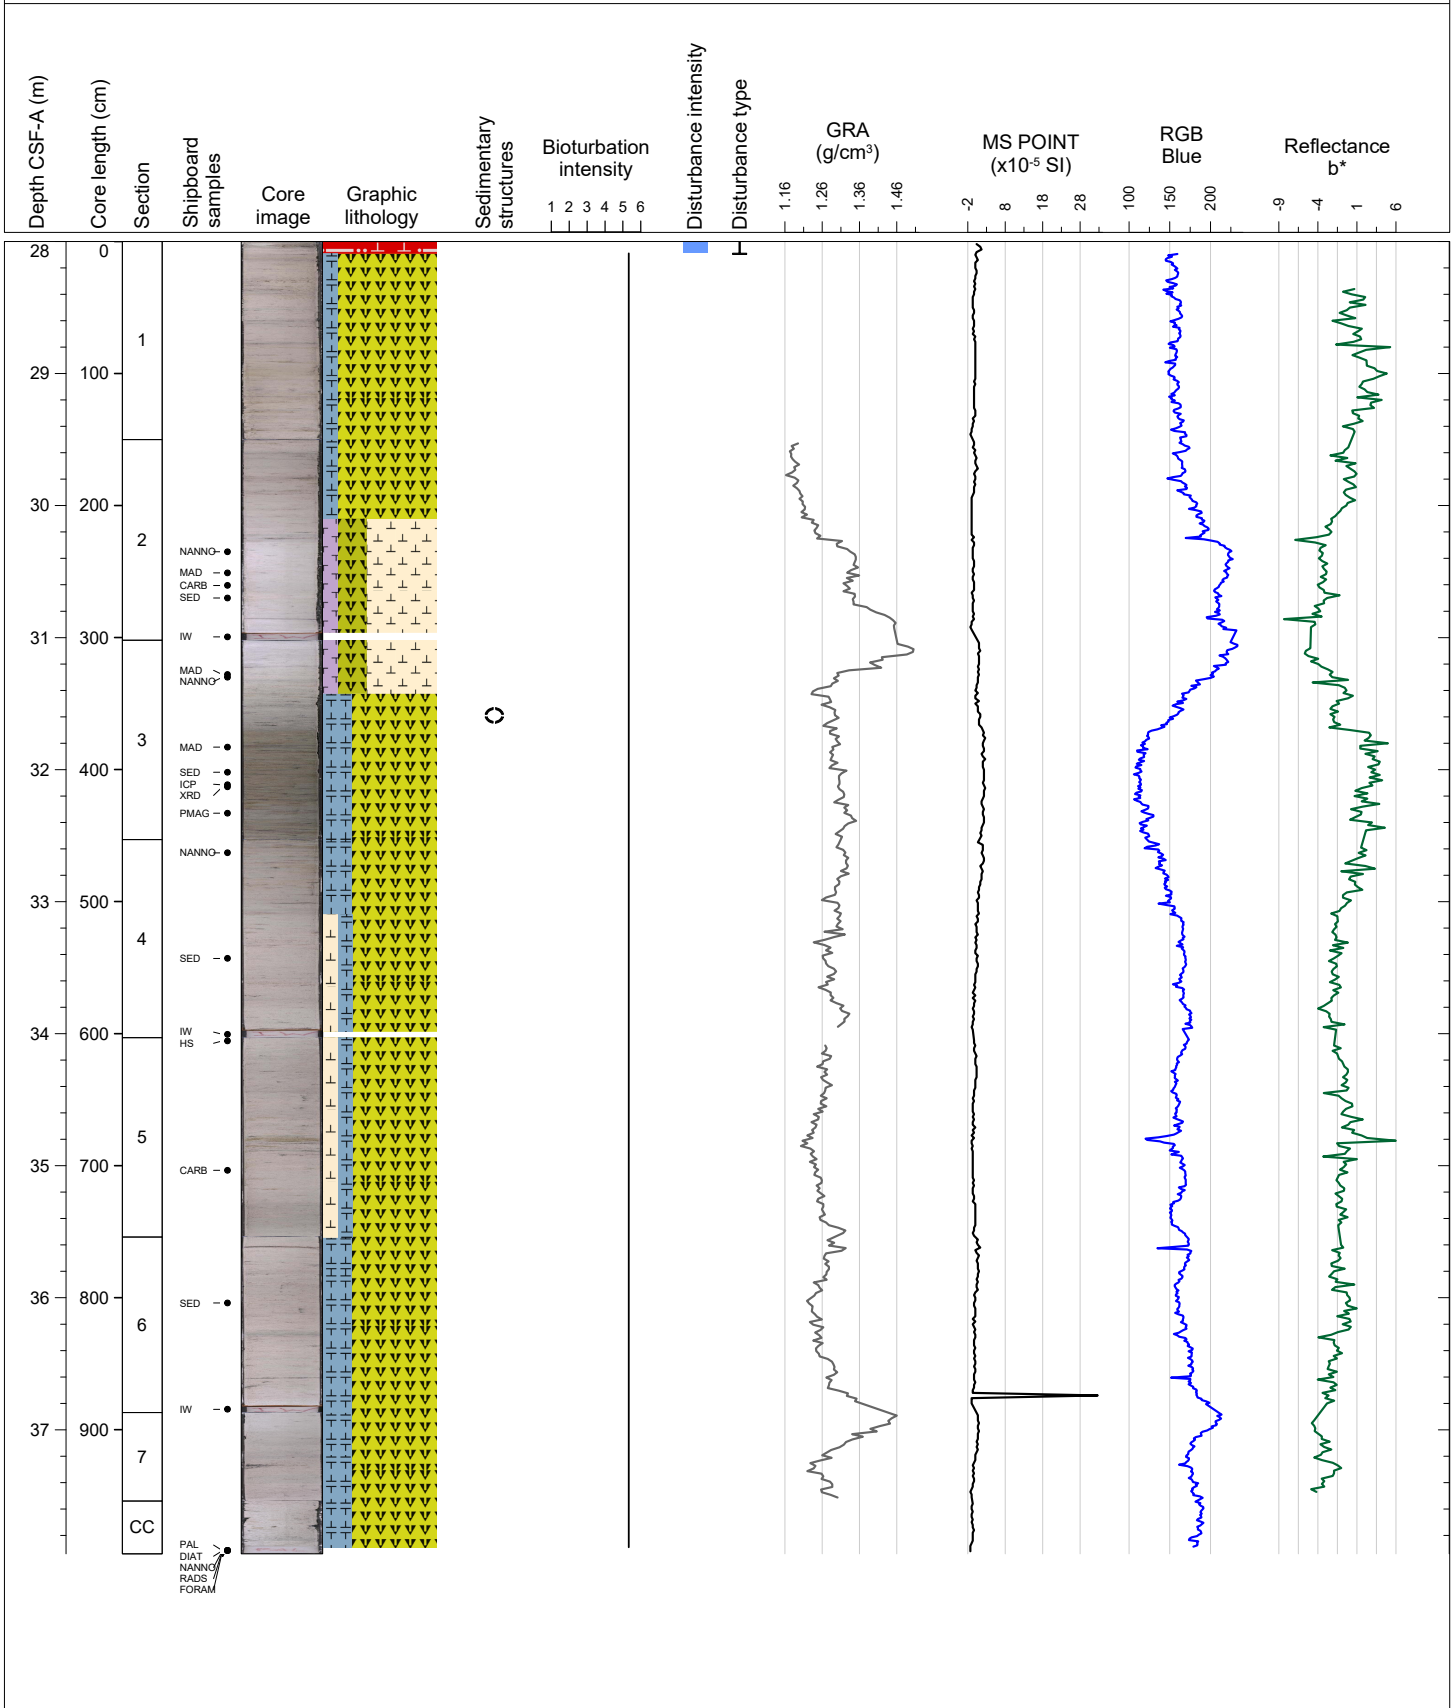 Depth CSF-A (m)
Core length (cm)
Section
Shipboard
samples
Core
image
Graphic
lithology
Sedimentary
structures
Bioturbation
intensity
1 2 3 4 5 6
Disturbance intensity
Disturbance type
GRA
(g/cm³)
1.16 1.26 1.36 1.46
MS POINT
(x10⁻⁵ SI)
-2 8 18 28
RGB
Blue
100 150 200
Reflectance
b*
-9 -4 1 6
28 0
1
29 100
30 200
2
NANNO
MAD
CARB
SED
31 300
IW
MAD
NANNO
3
MAD
32 400
SED
ICP
XRD
PMAG
NANNO
33 500
4
SED
34 600
IW
HS
5
35 700
CARB
36 800
SED
6
IW
37 900
7
CC
PAL
DIAT
NANNO
RADS
FORAM